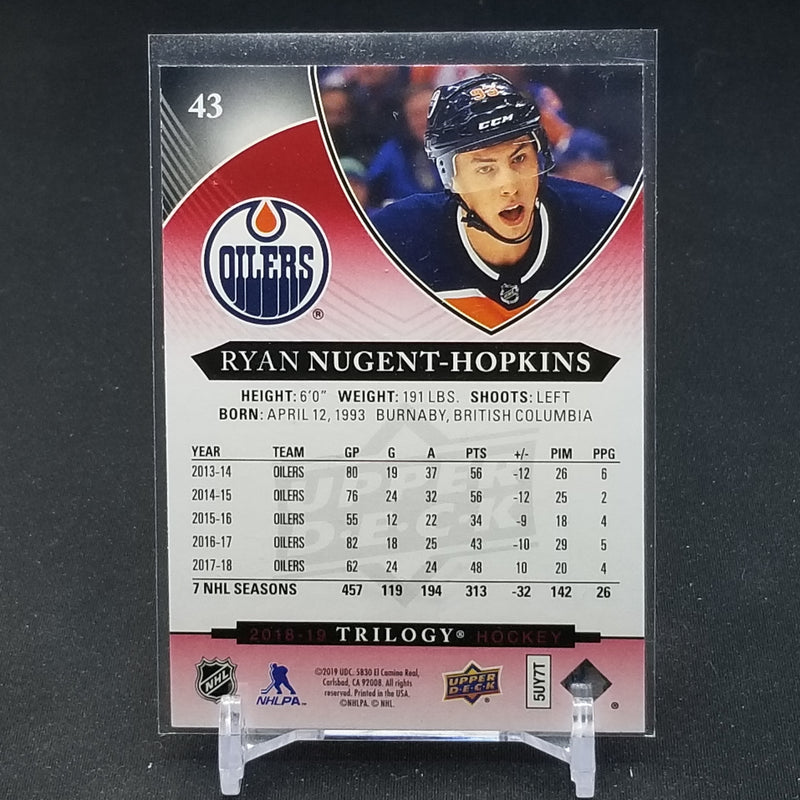 43
93
CCM
OILERS®
RYAN NUGENT-HOPKINS
HEIGHT: 6'0" WEIGHT: 191 LBS. SHOOTS: LEFT
BORN: APRIL 12, 1993 BURNABY, BRITISH COLUMBIA
YEAR TEAM GP G A PTS +/- PIM PPG
2013-14 OILERS 80 19 37 56 -12 26 6
2014-15 OILERS 76 24 32 56 -12 25 2
2015-16 OILERS 55 12 22 34 -9 18 4
2016-17 OILERS 82 18 25 43 -10 29 5
2017-18 OILERS 62 24 24 48 10 20 4
7 NHL SEASONS 457 119 194 313 -32 142 26
UPPER
D·E·C·K
2018-19 TRILOGY® HOCKEY
NHL
NHLPA™
©2019 UDC. 5830 El Camino Real,
Carlsbad, CA 92008. All rights
reserved. Printed in the USA.
©NHLPA. © NHL.
UPPER
D·E·C·K ®
5UY7T
®